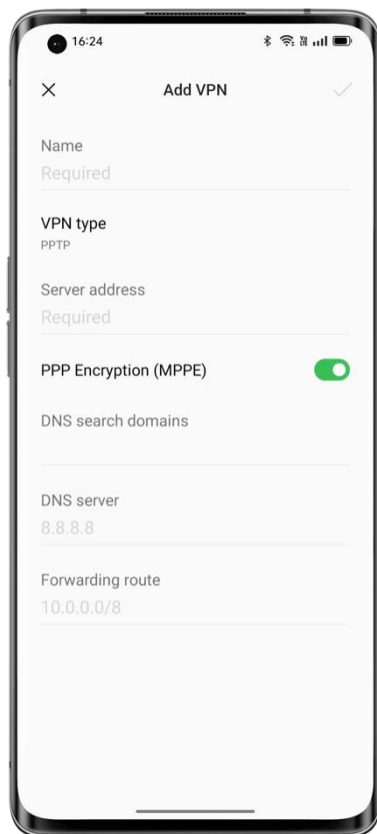 16:24
Add VPN
Name
Required
VPN type
PPTP
Server address
Required
PPP Encryption (MPPE)
DNS search domains
DNS server
8.8.8.8
Forwarding route
10.0.0.0/8